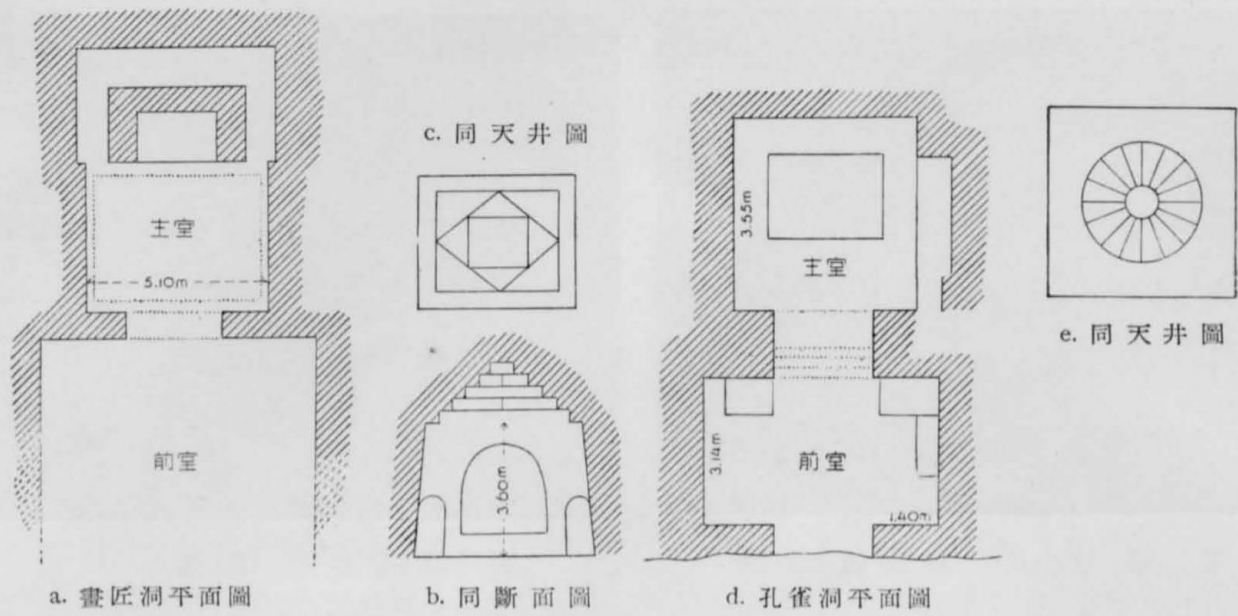 主室
5.10m
前室
a. 畫匠洞平面圖
c. 同天井圖
3.60m
b. 同斷面圖
3.55m
主室
3.14m
前室
1.40m
d. 孔雀洞平面圖
e. 同天井圖